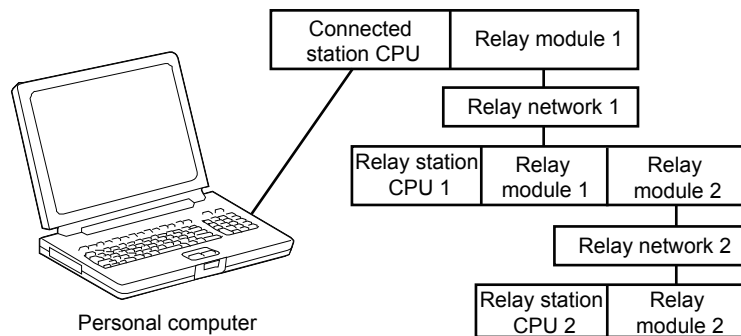 Connected
station CPU
Relay module 1
Relay network 1
Relay station
CPU 1
Relay
module 1
Relay
module 2
Relay network 2
Relay station
CPU 2
Relay
module 2
Personal computer